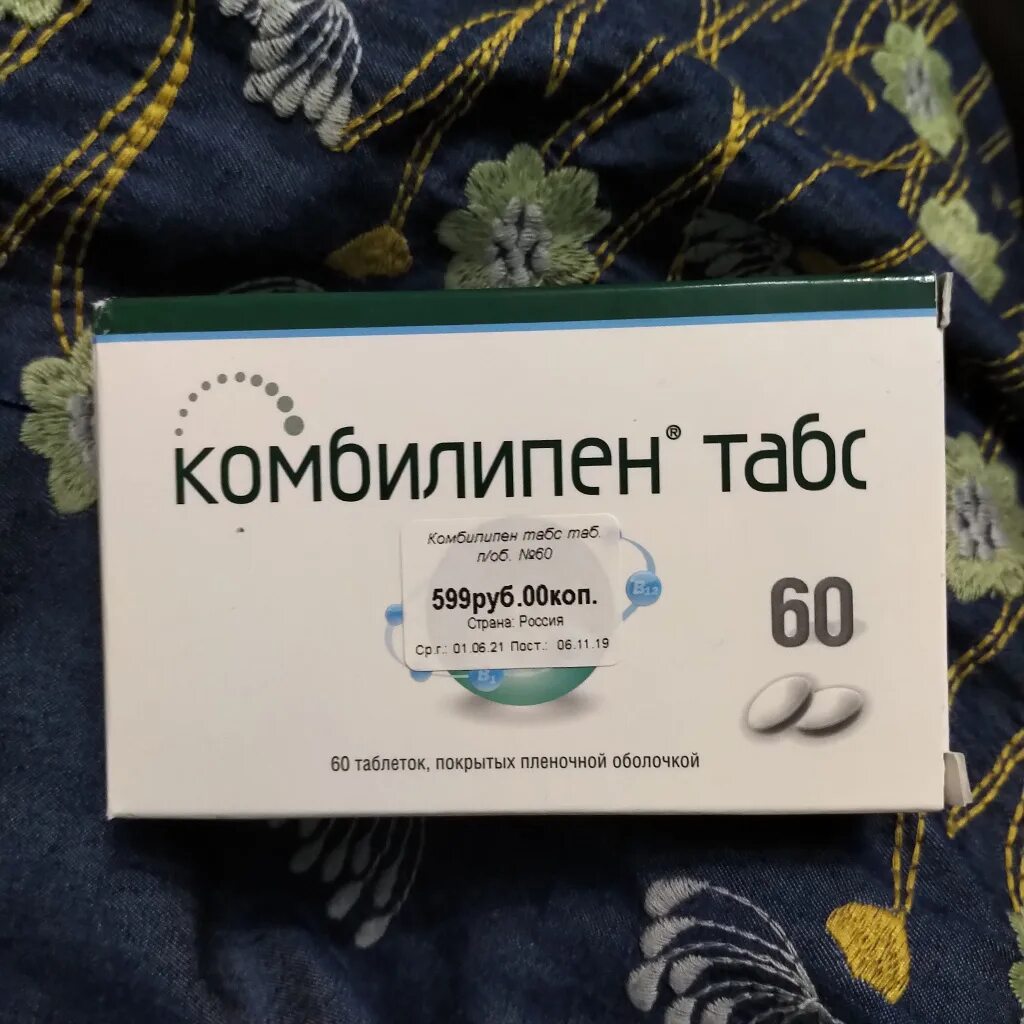 комбилипен® табс
Комбилипен табс таб.
п/об. №60
599руб.00коп.
Страна: Россия
Ср.г.: 01.06.21 Пост.: 06.11.19
B12
B1
60
60 таблеток, покрытых пленочной оболочкой